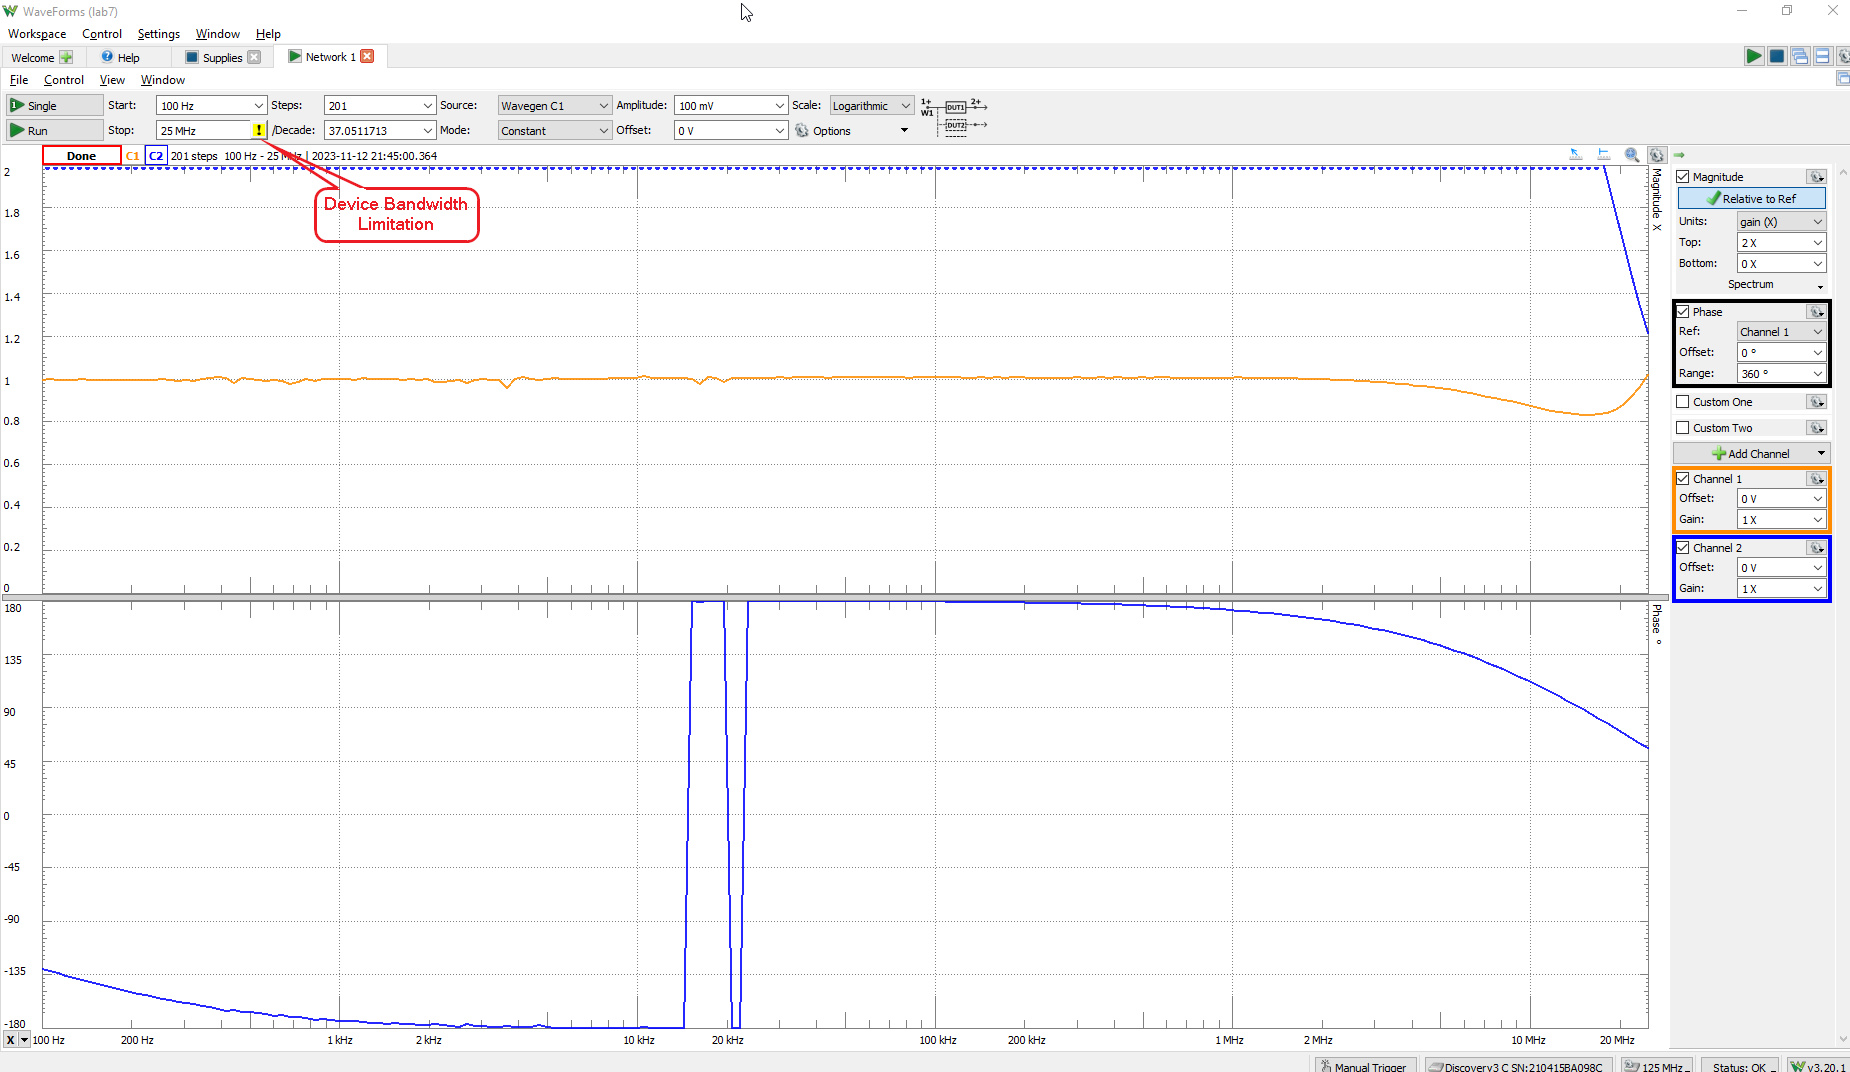 WaveForms (lab7)
Workspace Control Settings Window Help
Welcome Help Supplies Network 1
File Control View Window
Single Start: 100 Hz Steps: 201 Source: Wavegen C1 Amplitude: 100 mV Scale: Logarithmic
Run Stop: 25 MHz ! /Decade: 37.0511713 Mode: Constant Offset: 0 V Options
1+ W1 DUT1 2+ DUT2
Done C1 C2 201 steps 100 Hz - 25 MHz | 2023-11-12 21:45:00.364
Device Bandwidth
Limitation
2
1.8
1.6
1.4
1.2
1
0.8
0.6
0.4
0.2
0
Magnitude X
180
135
90
45
0
-45
-90
-135
-180
Phase °
X 100 Hz 200 Hz 1 kHz 2 kHz 10 kHz 20 kHz 100 kHz 200 kHz 1 MHz 2 MHz 10 MHz 20 MHz
Magnitude
Relative to Ref
Units: gain (X)
Top: 2 X
Bottom: 0 X
Spectrum
Phase
Ref: Channel 1
Offset: 0 °
Range: 360 °
Custom One
Custom Two
Add Channel
Channel 1
Offset: 0 V
Gain: 1 X
Channel 2
Offset: 0 V
Gain: 1 X
Manual Trigger Discovery3 C SN:210415BA098C 125 MHz Status: OK v3.20.1